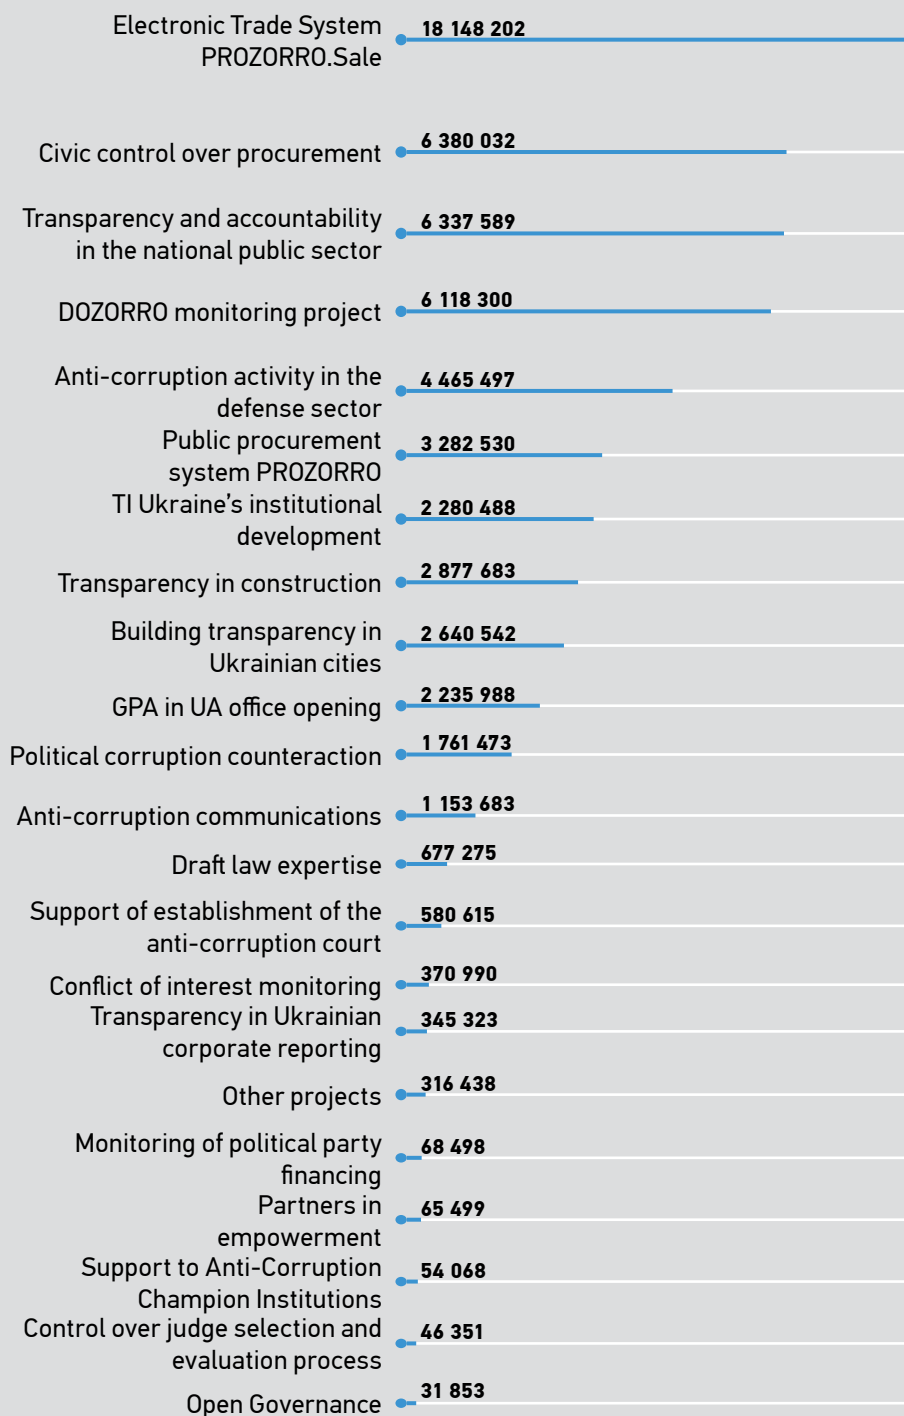 Electronic Trade System
PROZORRO.Sale
18 148 202
Civic control over procurement
6 380 032
Transparency and accountability
in the national public sector
6 337 589
DOZORRO monitoring project
6 118 300
Anti-corruption activity in the
defense sector
4 465 497
Public procurement
system PROZORRO
3 282 530
TI Ukraine’s institutional
development
2 280 488
Transparency in construction
2 877 683
Building transparency in
Ukrainian cities
2 640 542
GPA in UA office opening
2 235 988
Political corruption counteraction
1 761 473
Anti-corruption communications
1 153 683
Draft law expertise
677 275
Support of establishment of the
anti-corruption court
580 615
Conflict of interest monitoring
370 990
Transparency in Ukrainian
corporate reporting
345 323
Other projects
316 438
Monitoring of political party
financing
68 498
Partners in
empowerment
65 499
Support to Anti-Corruption
Champion Institutions
54 068
Control over judge selection and
evaluation process
46 351
Open Governance
31 853